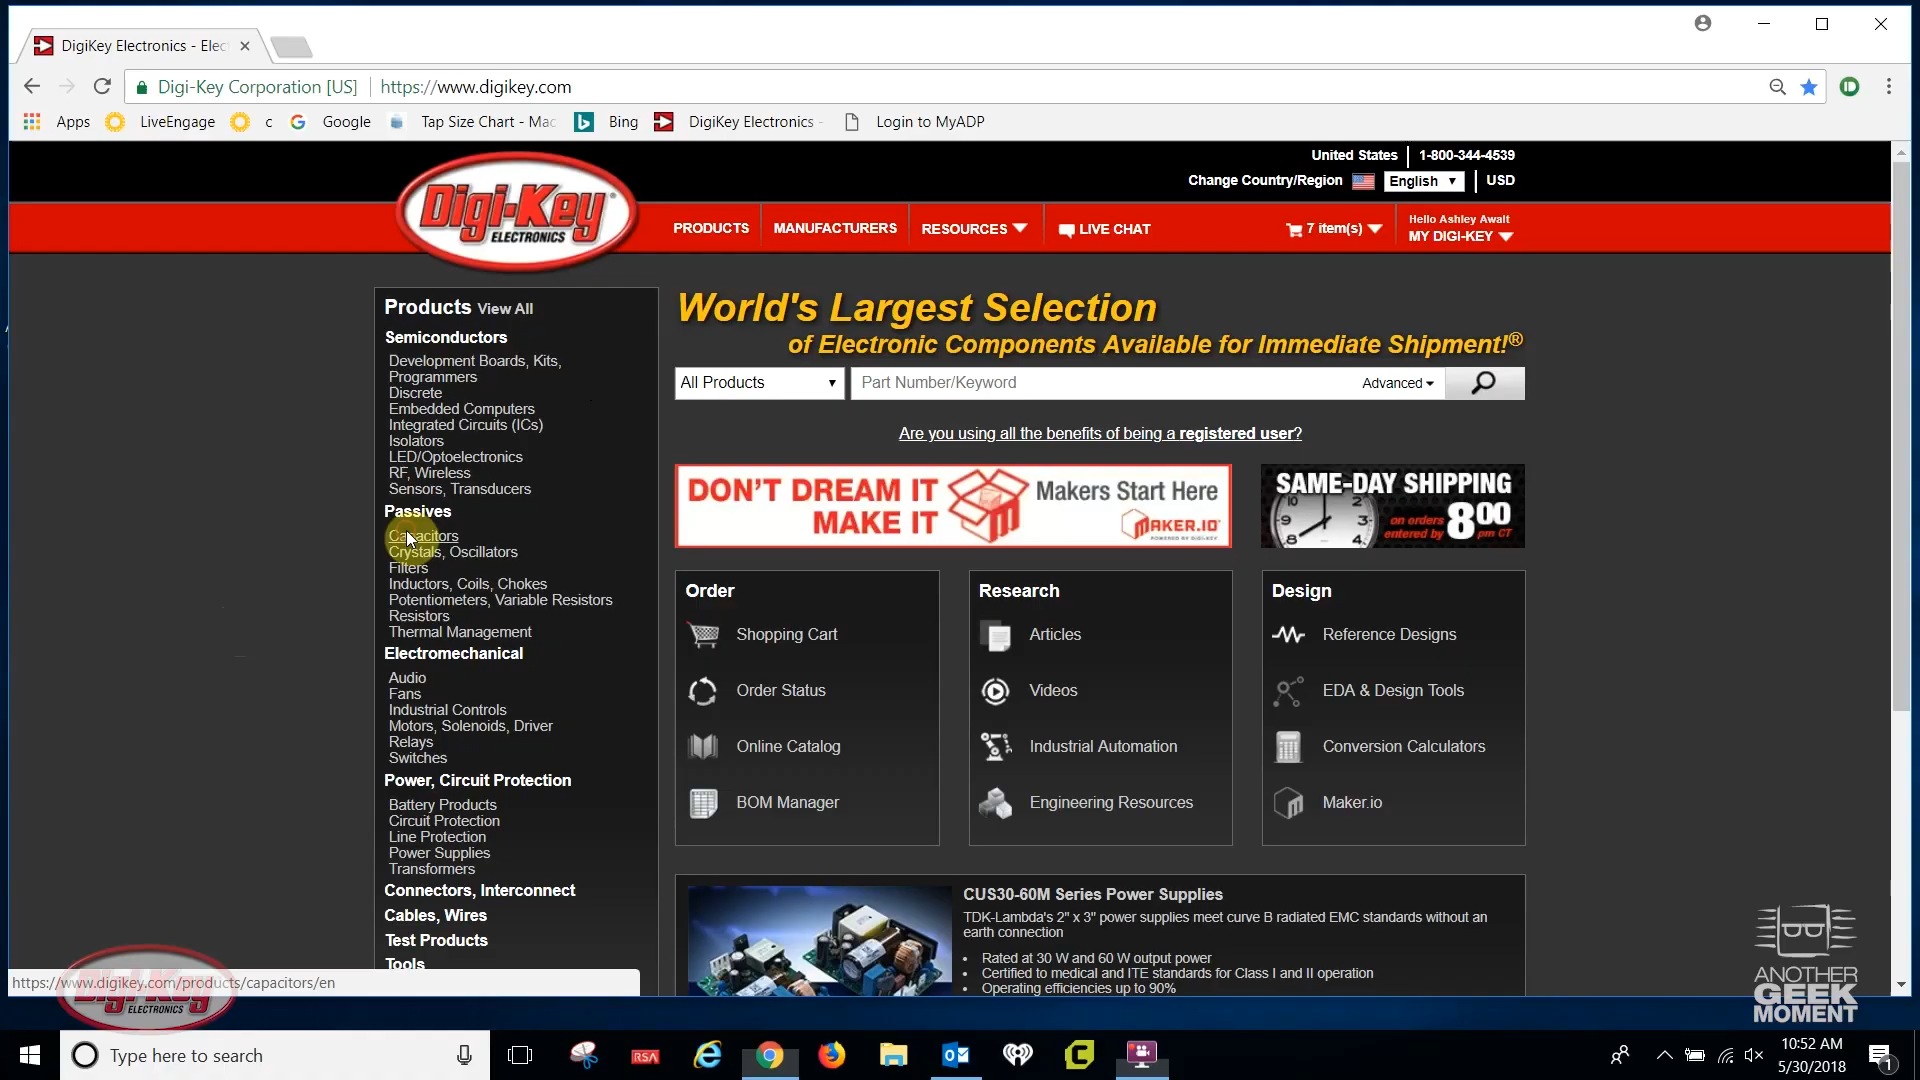 DigiKey Electronics - Elec
Digi-Key Corporation [US] https://www.digikey.com
Apps LiveEngage c Google Tap Size Chart - Mac Bing DigiKey Electronics - Login to MyADP
United States 1-800-344-4539
Change Country/Region English USD
Digi-Key
ELECTRONICS
PRODUCTS MANUFACTURERS RESOURCES LIVE CHAT 7 item(s)
Hello Ashley Awalt
MY DIGI-KEY
Products View All
Semiconductors
Development Boards, Kits,
Programmers
Discrete
Embedded Computers
Integrated Circuits (ICs)
Isolators
LED/Optoelectronics
RF, Wireless
Sensors, Transducers
Passives
Capacitors
Crystals, Oscillators
Filters
Inductors, Coils, Chokes
Potentiometers, Variable Resistors
Resistors
Thermal Management
Electromechanical
Audio
Fans
Industrial Controls
Motors, Solenoids, Driver
Relays
Switches
Power, Circuit Protection
Battery Products
Circuit Protection
Line Protection
Power Supplies
Transformers
Connectors, Interconnect
Cables, Wires
Test Products
Tools
World's Largest Selection
of Electronic Components Available for Immediate Shipment!®
All Products Part Number/Keyword Advanced
Are you using all the benefits of being a registered user?
DON'T DREAM IT
MAKE IT
Makers Start Here
MAKER.IO
POWERED BY DIGI-KEY
SAME-DAY SHIPPING
on orders
entered by 8:00 pm CT
Order
Shopping Cart
Order Status
Online Catalog
BOM Manager
Research
Articles
Videos
Industrial Automation
Engineering Resources
Design
Reference Designs
EDA & Design Tools
Conversion Calculators
Maker.io
CUS30-60M Series Power Supplies
TDK-Lambda's 2" x 3" power supplies meet curve B radiated EMC standards without an
earth connection
• Rated at 30 W and 60 W output power
• Certified to medical and ITE standards for Class I and II operation
• Operating efficiencies up to 90%
https://www.digikey.com/products/capacitors/en
Digi-Key
ELECTRONICS
ANOTHER
GEEK
MOMENT
Type here to search
RSA
10:52 AM
5/30/2018
1